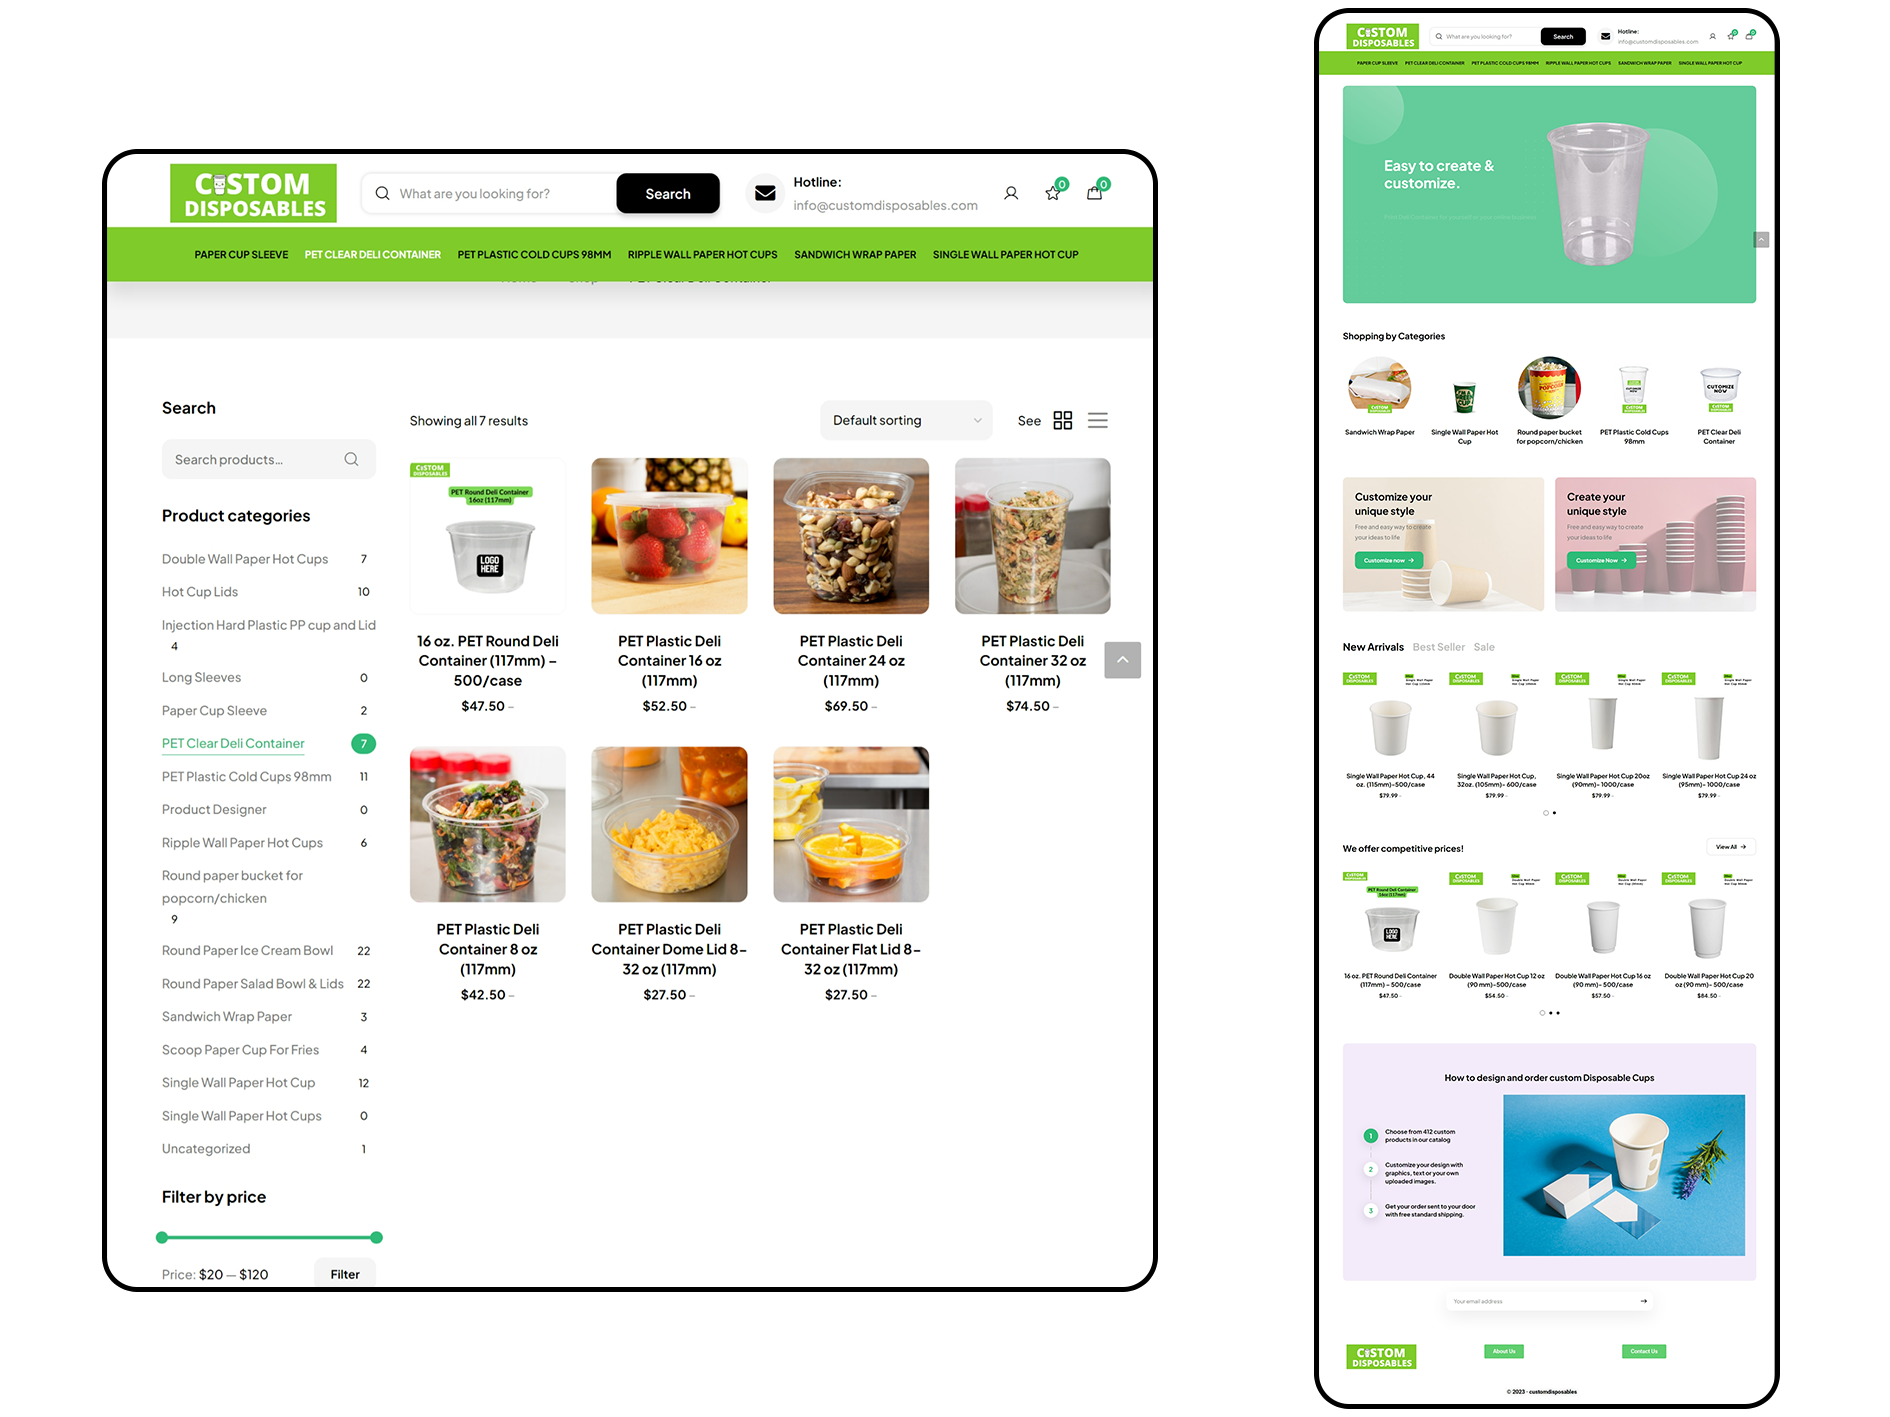 CUSTOM
DISPOSABLES
What are you looking for?
Search
Hotline:
info@customdisposables.com
0
0
PAPER CUP SLEEVE
PET CLEAR DELI CONTAINER
PET PLASTIC COLD CUPS 98MM
RIPPLE WALL PAPER HOT CUPS
SANDWICH WRAP PAPER
SINGLE WALL PAPER HOT CUP
Search
Search products...
Product categories
Double Wall Paper Hot Cups 7
Hot Cup Lids 10
Injection Hard Plastic PP cup and Lid
4
Long Sleeves 0
Paper Cup Sleeve 2
PET Clear Deli Container 7
PET Plastic Cold Cups 98mm 11
Product Designer 0
Ripple Wall Paper Hot Cups 6
Round paper bucket for
popcorn/chicken
9
Round Paper Ice Cream Bowl 22
Round Paper Salad Bowl & Lids 22
Sandwich Wrap Paper 3
Scoop Paper Cup For Fries 4
Single Wall Paper Hot Cup 12
Single Wall Paper Hot Cups 0
Uncategorized 1
Filter by price
Price: $20 — $120
Filter
Showing all 7 results
Default sorting
See
CUSTOM
DISPOSABLES
PET Round Deli Container
16oz (117mm)
LOGO
HERE
16 oz. PET Round Deli
Container (117mm) –
500/case
$47.50 –
PET Plastic Deli
Container 16 oz
(117mm)
$52.50 –
PET Plastic Deli
Container 24 oz
(117mm)
$69.50 –
PET Plastic Deli
Container 32 oz
(117mm)
$74.50 –
PET Plastic Deli
Container 8 oz
(117mm)
$42.50 –
PET Plastic Deli
Container Dome Lid 8–
32 oz (117mm)
$27.50 –
PET Plastic Deli
Container Flat Lid 8–
32 oz (117mm)
$27.50 –
CUSTOM
DISPOSABLES
What are you looking for?
Search
Hotline:
info@customdisposables.com
0
0
PAPER CUP SLEEVE
PET CLEAR DELI CONTAINER
PET PLASTIC COLD CUPS 98MM
RIPPLE WALL PAPER HOT CUPS
SANDWICH WRAP PAPER
SINGLE WALL PAPER HOT CUP
Easy to create &
customize.
Shopping by Categories
POPCORN
CUTOMIZE
NOW
Sandwich Wrap Paper
Single Wall Paper Hot
Cup
Round paper bucket
for popcorn/chicken
PET Plastic Cold Cups
98mm
PET Clear Deli
Container
Customize your
unique style
Free and easy way to create
your ideas to life
Customize now
Create your
unique style
Free and easy way to create
your ideas to life
Customize Now
New Arrivals
Best Seller
Sale
Single Wall Paper Hot Cup, 44
oz. (115mm)-500/case
$79.99 –
Single Wall Paper Hot Cup,
32oz. (105mm)- 600/case
$79.99 –
Single Wall Paper Hot Cup 20oz
(90mm)- 1000/case
$79.99 –
Single Wall Paper Hot Cup 24 oz
(95mm)- 1000/case
$79.99 –
We offer competitive prices!
View All
PET Round Deli Container
16oz (117mm)
LOGO
HERE
16 oz. PET Round Deli Container
(117mm) – 500/case
$47.50 –
Double Wall Paper Hot Cup 12 oz
(90 mm)-500/case
$54.50 –
Double Wall Paper Hot Cup 16 oz
(90 mm)- 500/case
$57.50 –
Double Wall Paper Hot Cup 20
oz (90 mm)- 500/case
$84.50 –
How to design and order custom Disposable Cups
1
Choose from 412 custom
products in our catalog
2
Customize your design with
graphics, text or your own
uploaded images.
3
Get your order sent to your door
with free standard shipping.
Your email address
CUSTOM
DISPOSABLES
About Us
Contact Us
© 2023 - customdisposables